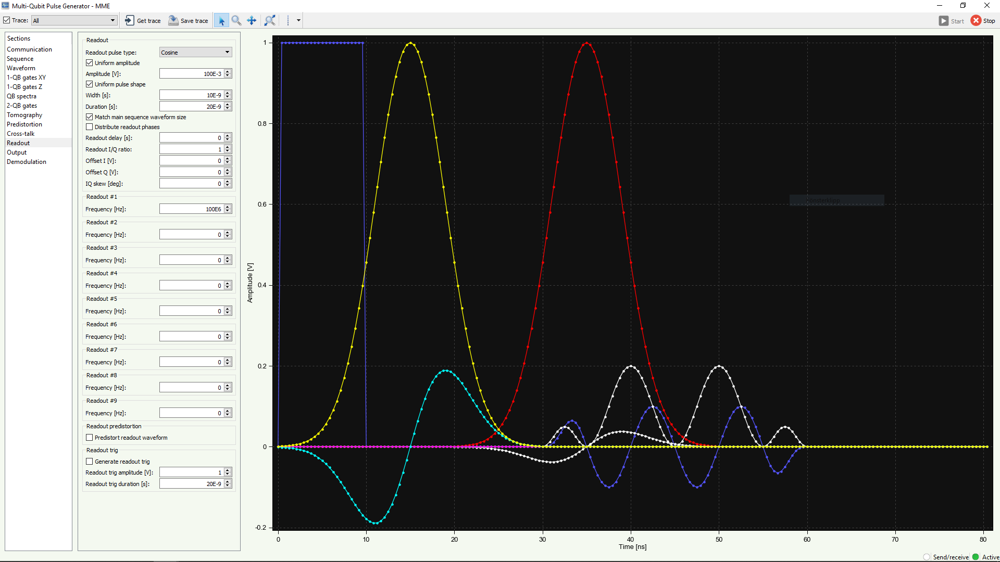 Multi-Qubit Pulse Generator - MME
Trace: All Get trace Save trace Start Stop
Sections
Communication
Sequence
Waveform
1-QB gates XY
1-QB gates Z
QB spectra
2-QB gates
Tomography
Predistortion
Cross-talk
Readout
Output
Demodulation
Readout
Readout pulse type: Cosine
Uniform amplitude
Amplitude [V]: 100E-3
Uniform pulse shape
Width [s]: 10E-9
Duration [s]: 20E-9
Match main sequence waveform size
Distribute readout phases
Readout delay [s]: 0
Readout I/Q ratio: 1
Offset I [V]: 0
Offset Q [V]: 0
IQ skew [deg]: 0
Readout #1
Frequency [Hz]: 100E6
Readout #2
Frequency [Hz]: 0
Readout #3
Frequency [Hz]: 0
Readout #4
Frequency [Hz]: 0
Readout #5
Frequency [Hz]: 0
Readout #6
Frequency [Hz]: 0
Readout #7
Frequency [Hz]: 0
Readout #8
Frequency [Hz]: 0
Readout #9
Frequency [Hz]: 0
Readout predistortion
Predistort readout waveform
Readout trig
Generate readout trig
Readout trig amplitude [V]: 1
Readout trig duration [s]: 20E-9
Amplitude [V]
1
0.8
0.6
0.4
0.2
0
-0.2
Fönsterklipp
0 10 20 30 40 50 60 70 80
Time [ns]
Send/receive Active